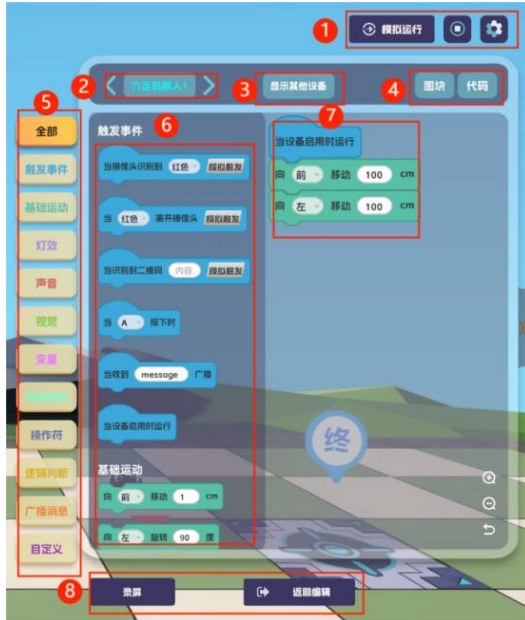 1
模拟运行
2
六足机器人1
3
显示其他设备
4
图块
代码
5
全部
触发事件
基础运动
灯效
声音
视觉
变量
操作符
逻辑判断
广播消息
自定义
6
触发事件
当摄像头识别到 红色 模拟触发
当 红色 离开摄像头 模拟触发
当识别到二维码 内容 模拟触发
当 A 按下时
当收到 message 广播
当设备启用时运行
基础运动
向 前 移动 1 cm
向 左 旋转 90 度
7
当设备启用时运行
向 前 移动 100 cm
向 左 移动 100 cm
终
8
录屏
返回编辑